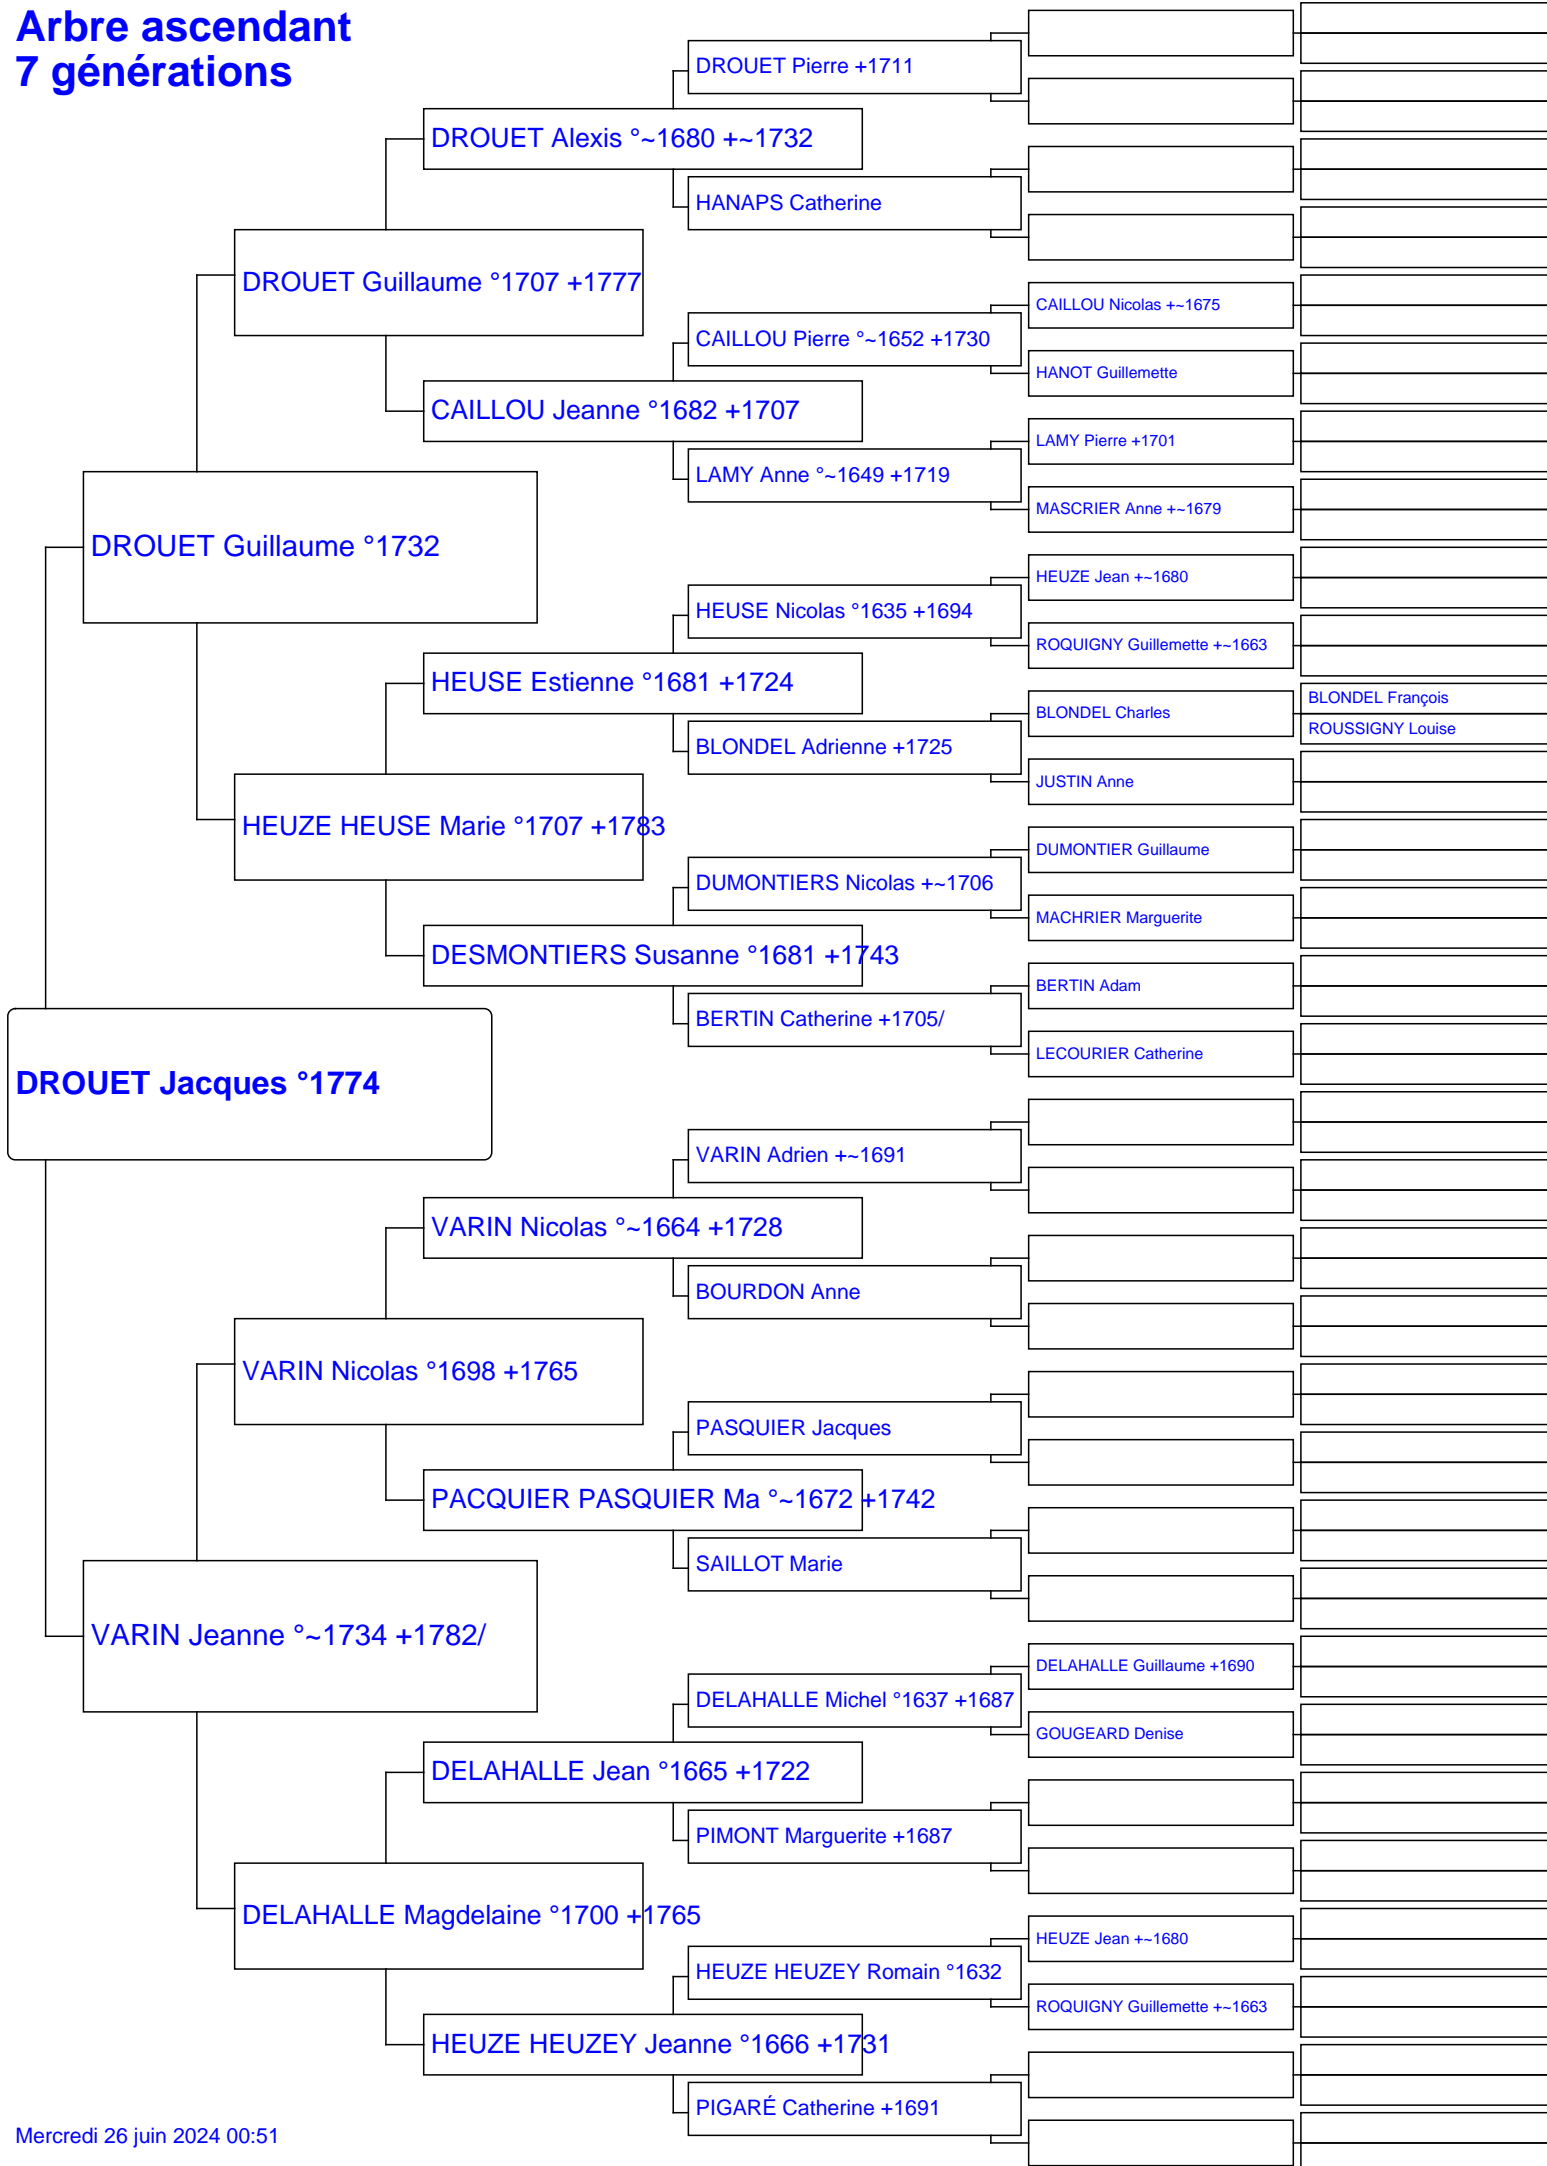 Arbre ascendant
7 générations
DROUET Pierre +1711
DROUET Alexis °~1680 +~1732
HANAPS Catherine
DROUET Guillaume °1707 +1777
CAILLOU Nicolas +~1675
CAILLOU Pierre °~1652 +1730
HANOT Guillemette
CAILLOU Jeanne °1682 +1707
LAMY Pierre +1701
LAMY Anne °~1649 +1719
MASCRIER Anne +~1679
DROUET Guillaume °1732
HEUZE Jean +~1680
HEUSE Nicolas °1635 +1694
ROQUIGNY Guillemette +~1663
HEUSE Estienne °1681 +1724
BLONDEL François
BLONDEL Charles
ROUSSIGNY Louise
BLONDEL Adrienne +1725
JUSTIN Anne
HEUZE HEUSE Marie °1707 +1783
DUMONTIER Guillaume
DUMONTIERS Nicolas +~1706
MACHRIER Marguerite
DESMONTIERS Susanne °1681 +1743
BERTIN Adam
BERTIN Catherine +1705/
LECOURIER Catherine
DROUET Jacques °1774
VARIN Adrien +~1691
VARIN Nicolas °~1664 +1728
BOURDON Anne
VARIN Nicolas °1698 +1765
PASQUIER Jacques
PACQUIER PASQUIER Ma °~1672 +1742
SAILLOT Marie
VARIN Jeanne °~1734 +1782/
DELAHALLE Guillaume +1690
DELAHALLE Michel °1637 +1687
GOUGEARD Denise
DELAHALLE Jean °1665 +1722
PIMONT Marguerite +1687
DELAHALLE Magdelaine °1700 +1765
HEUZE Jean +~1680
HEUZE HEUZEY Romain °1632
ROQUIGNY Guillemette +~1663
HEUZE HEUZEY Jeanne °1666 +1731
PIGARÉ Catherine +1691
Mercredi 26 juin 2024 00:51